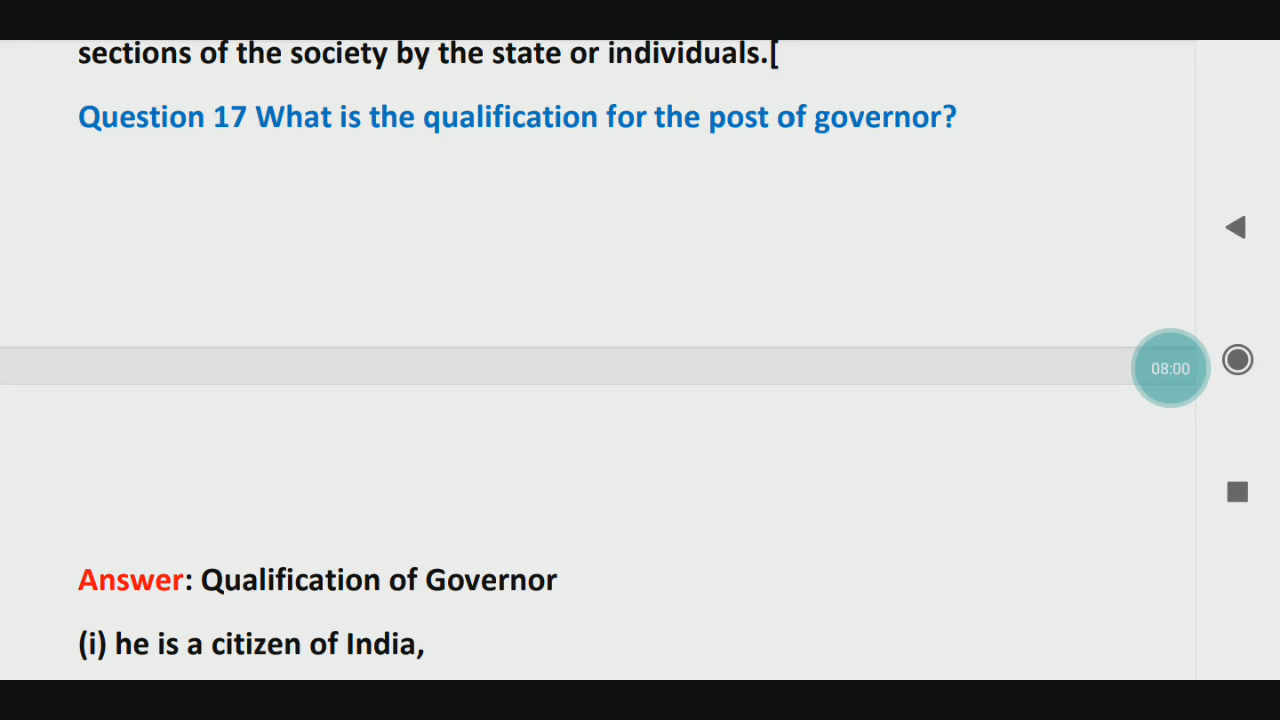 sections of the society by the state or individuals.[
Question 17 What is the qualification for the post of governor?
08:00
Answer: Qualification of Governor
(i) he is a citizen of India,